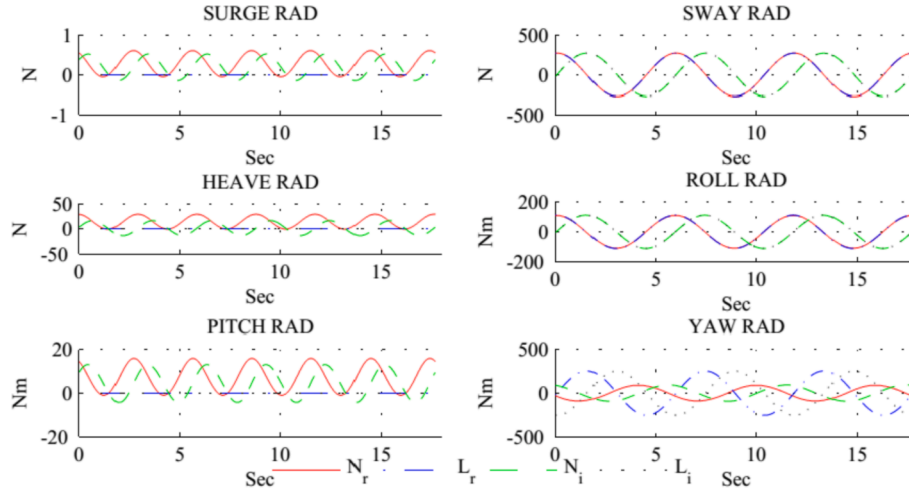 SURGE RAD
1
0
-1
N
0 5 10 15
Sec
SWAY RAD
500
0
-500
N
0 5 10 15
Sec
HEAVE RAD
50
0
-50
N
0 5 10 15
Sec
ROLL RAD
200
0
-200
Nm
0 5 10 15
Sec
PITCH RAD
20
0
-20
Nm
0 5 10 15
Sec
YAW RAD
500
0
-500
Nm
0 5 10 15
Sec
N_r L_r N_i L_i